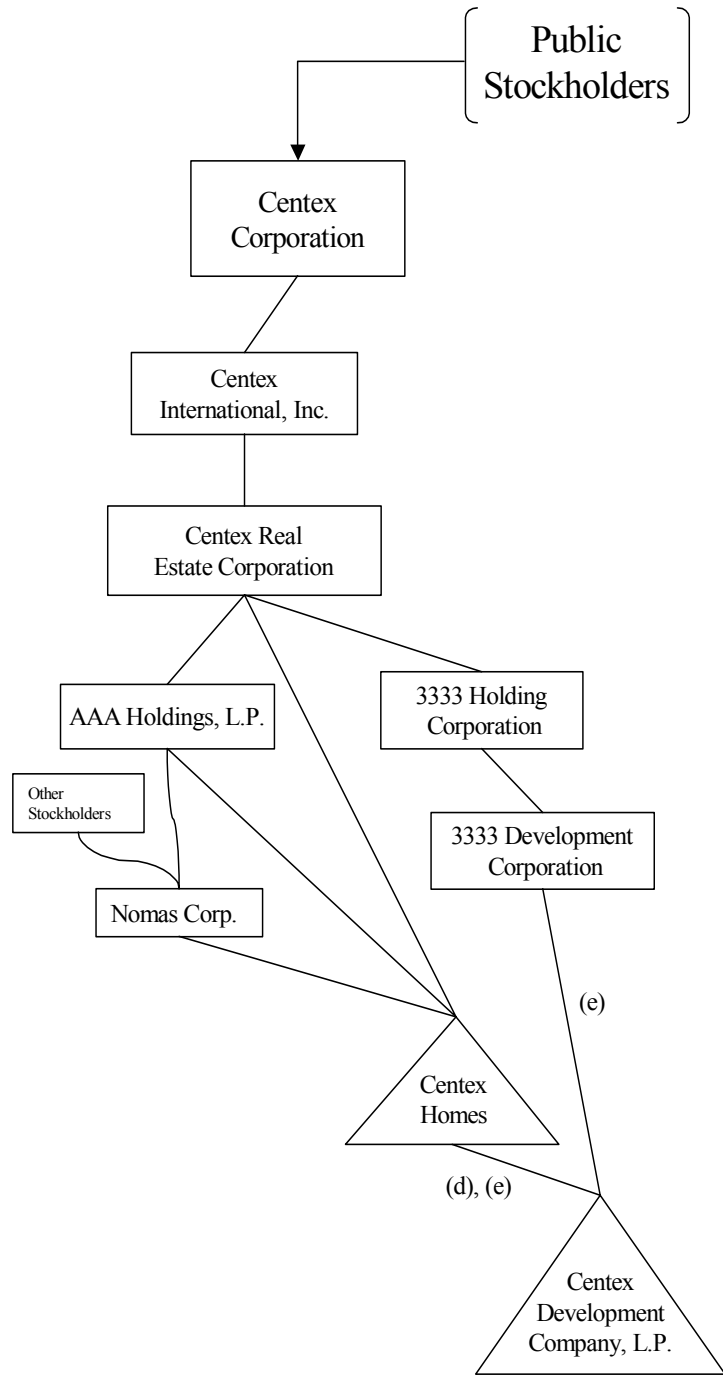 Public
Stockholders
Centex
Corporation
Centex
International, Inc.
Centex Real
Estate Corporation
AAA Holdings, L.P.
3333 Holding
Corporation
Other
Stockholders
3333 Development
Corporation
Nomas Corp.
(e)
Centex
Homes
(d), (e)
Centex
Development
Company, L.P.